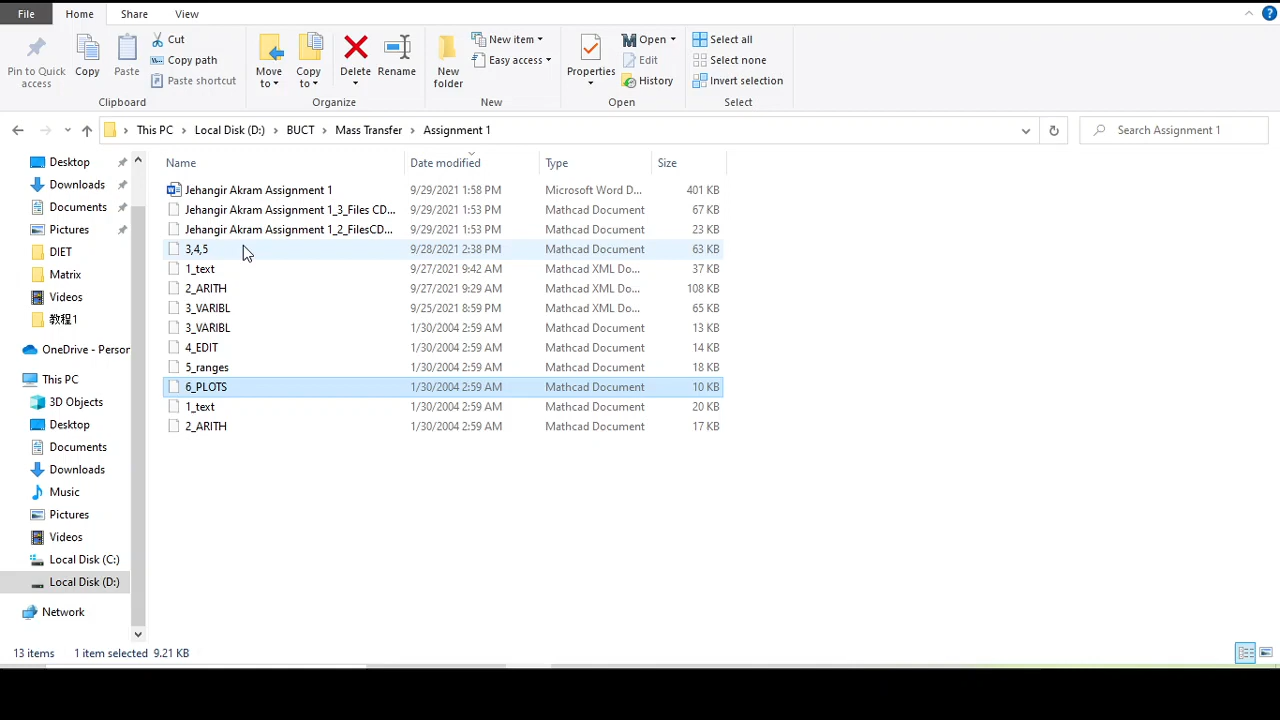 File Home Share View
Pin to Quick access Copy Paste Cut Copy path Paste shortcut Move to Copy to Delete Rename New folder New item Easy access Properties Open Edit History Select all Select none Invert selection
Clipboard Organize New Open Select
This PC > Local Disk (D:) > BUCT > Mass Transfer > Assignment 1 Search Assignment 1
Name Date modified Type Size
Jehangir Akram Assignment 1 9/29/2021 1:58 PM Microsoft Word D... 401 KB
Jehangir Akram Assignment 1_3_Files CD... 9/29/2021 1:53 PM Mathcad Document 67 KB
Jehangir Akram Assignment 1_2_FilesCD... 9/29/2021 1:53 PM Mathcad Document 23 KB
3,4,5 9/28/2021 2:38 PM Mathcad Document 63 KB
1_text 9/27/2021 9:42 AM Mathcad XML Do... 37 KB
2_ARITH 9/27/2021 9:29 AM Mathcad XML Do... 108 KB
3_VARIBL 9/25/2021 8:59 PM Mathcad XML Do... 65 KB
3_VARIBL 1/30/2004 2:59 AM Mathcad Document 13 KB
4_EDIT 1/30/2004 2:59 AM Mathcad Document 14 KB
5_ranges 1/30/2004 2:59 AM Mathcad Document 18 KB
6_PLOTS 1/30/2004 2:59 AM Mathcad Document 10 KB
1_text 1/30/2004 2:59 AM Mathcad Document 20 KB
2_ARITH 1/30/2004 2:59 AM Mathcad Document 17 KB
Desktop
Downloads
Documents
Pictures
DIET
Matrix
Videos
教程1
OneDrive - Person
This PC
3D Objects
Desktop
Documents
Downloads
Music
Pictures
Videos
Local Disk (C:)
Local Disk (D:)
Network
13 items 1 item selected 9.21 KB